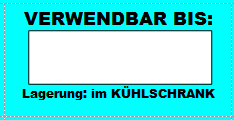 VERWENDBAR BIS:
Lagerung: im KÜHLSCHRANK